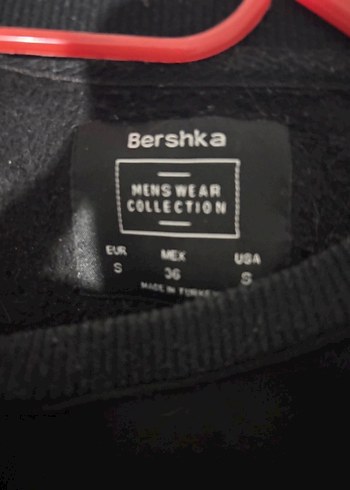 Bershka
MENS WEAR
COLLECTION
EUR MEX USA
S 36 S
MADE IN TURKEY